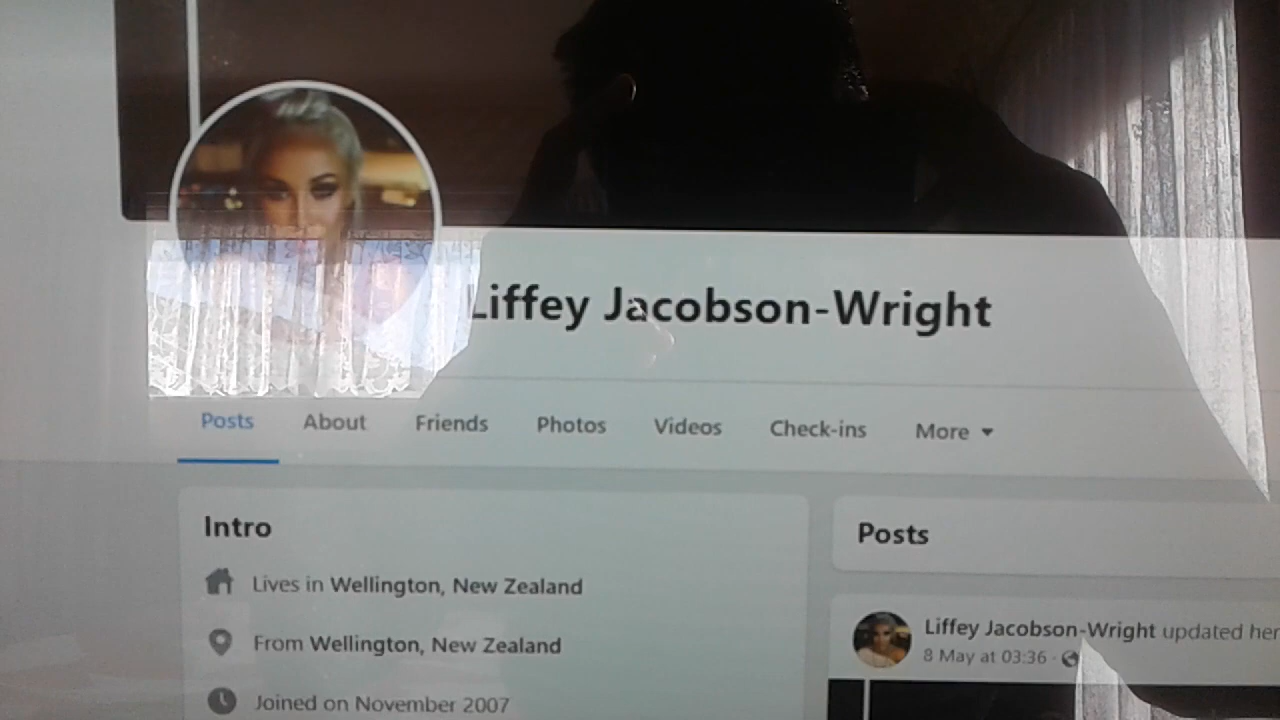 Liffey Jacobson-Wright
Posts About Friends Photos Videos Check-ins More
Intro
Lives in Wellington, New Zealand
From Wellington, New Zealand
Joined on November 2007
Posts
Liffey Jacobson-Wright updated her
8 May at 03:36 ·